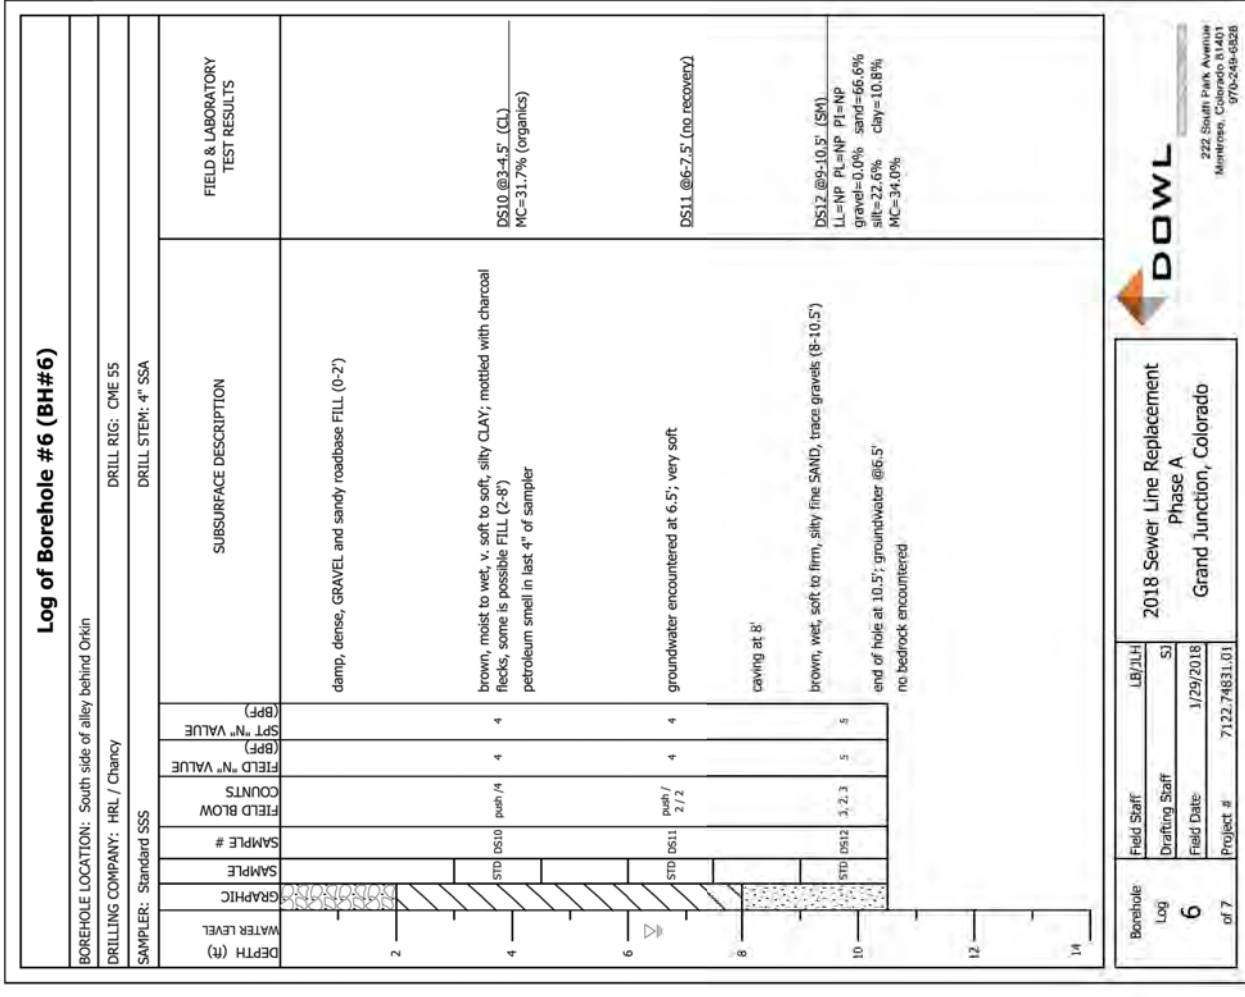 Log of Borehole #6 (BH#6)
BOREHOLE LOCATION: South side of alley behind Orkin
DRILLING COMPANY: HRL / Chancy DRILL RIG: CME 55
SAMPLER: Standard SSS DRILL STEM: 4" SSA
DEPTH (ft)
WATER LEVEL
GRAPHIC
SAMPLE
SAMPLE #
FIELD BLOW
COUNTS
FIELD "N" VALUE
(BPF)
SPT "N" VALUE
(BPF)
SUBSURFACE DESCRIPTION
FIELD & LABORATORY
TEST RESULTS
damp, dense, GRAVEL and sandy roadbase FILL (0-2')
2
STD DS10 push /4 4 4
brown, moist to wet, v. soft to soft, silty CLAY; mottled with charcoal
flecks, some is possible FILL (2-8')
petroleum smell in last 4" of sampler
DS10 @3-4.5' (CL)
MC=31.7% (organics)
4
6
STD DS11 push /
2 / 2 4 4
groundwater encountered at 6.5'; very soft
DS11 @6-7.5' (no recovery)
8
caving at 8'
STD DS12 3, 2, 3 5 5
brown, wet, soft to firm, silty fine SAND, trace gravels (8-10.5')
DS12 @9-10.5' (SM)
LL=NP PL=NP PI=NP
gravel=0.0% sand=66.6%
silt=22.6% clay=10.8%
MC=34.0%
10
end of hole at 10.5'; groundwater @6.5'
no bedrock encountered
12
14
Borehole
Log
6
of 7
Field Staff LB/JLH
Drafting Staff SJ
Field Date 1/29/2018
Project # 7122.74831.01
2018 Sewer Line Replacement
Phase A
Grand Junction, Colorado
DOWL
222 South Park Avenue
Montrose, Colorado 81401
970-249-6828